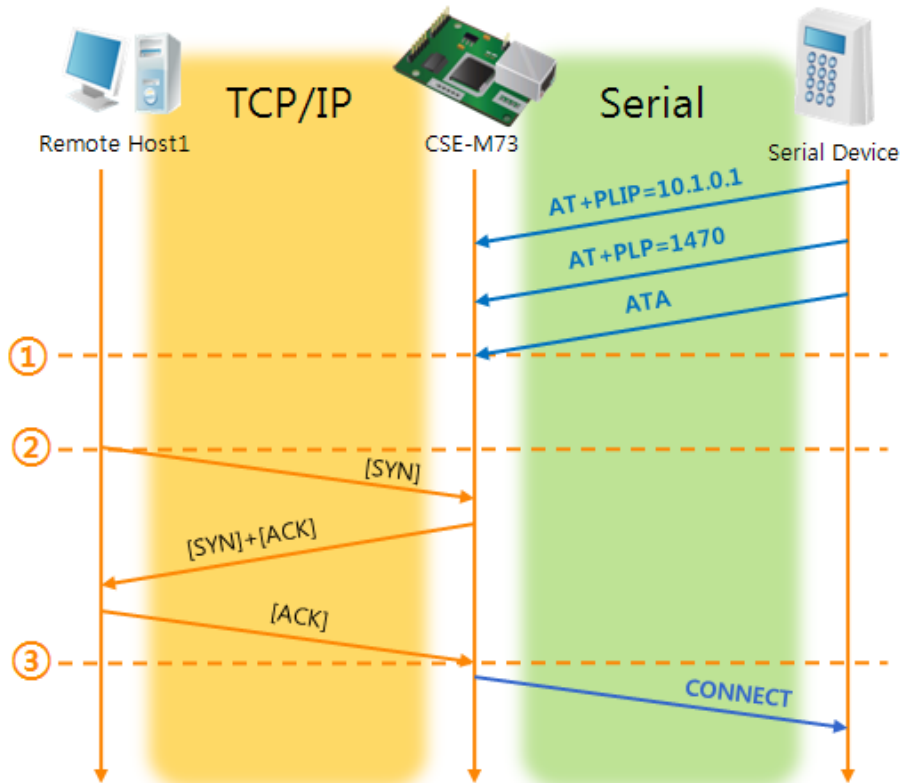 TCP/IP
Serial
Remote Host1
CSE-M73
Serial Device
AT+PLIP=10.1.0.1
AT+PLP=1470
ATA
①
②
[SYN]
[SYN]+[ACK]
[ACK]
③
CONNECT